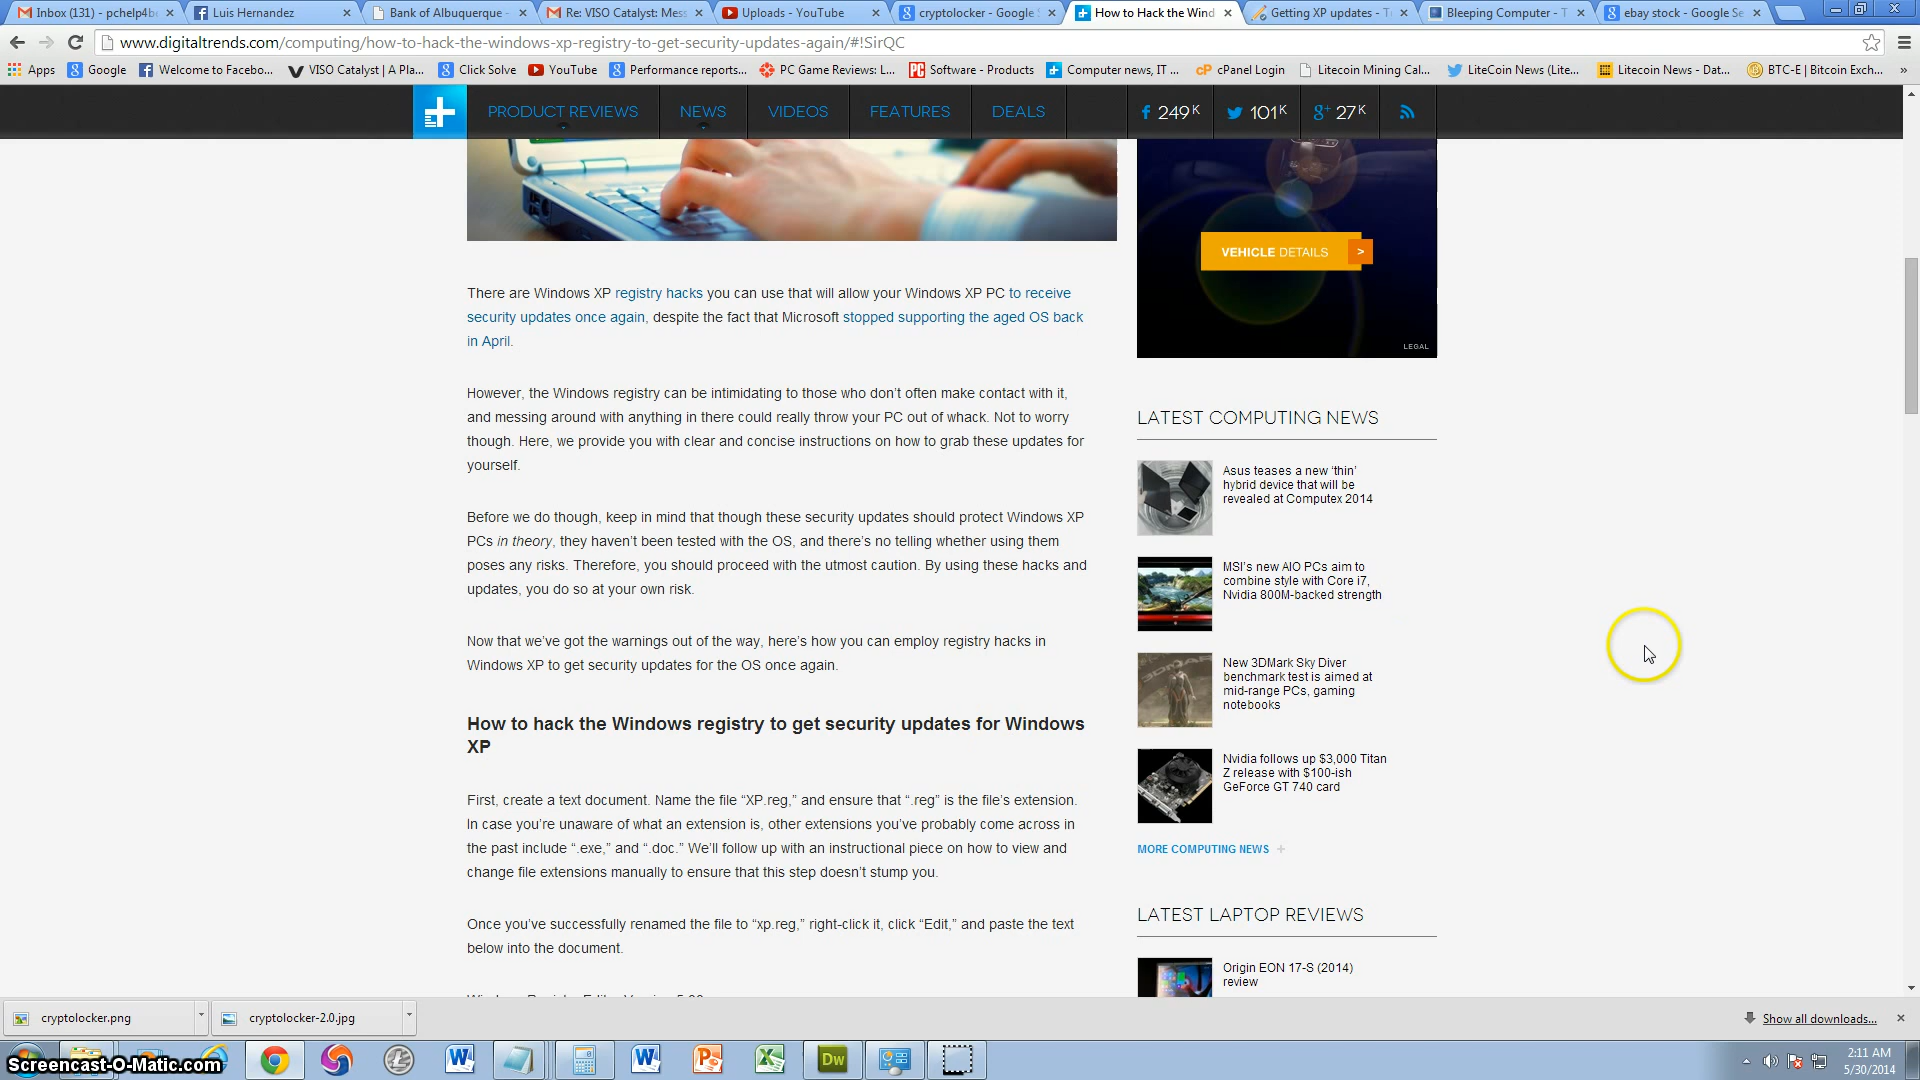 Inbox (131) - pchelp4b
Luis Hernandez
Bank of Albuquerque -
Re: VISO Catalyst: Mes
Uploads - YouTube
cryptolocker - Google S
How to Hack the Wind
Getting XP updates - T
Bleeping Computer - T
ebay stock - Google Se
www.digitaltrends.com/computing/how-to-hack-the-windows-xp-registry-to-get-security-updates-again/#!SirQC
Apps
Google
Welcome to Facebo...
VISO Catalyst | A Pla...
Click Solve
YouTube
Performance reports...
PC Game Reviews: L...
Software - Products
Computer news, IT ...
cPanel Login
Litecoin Mining Cal...
LiteCoin News (Lite...
Litecoin News - Dat...
BTC-E | Bitcoin Exch...
»
PRODUCT REVIEWS
NEWS
VIDEOS
FEATURES
DEALS
249 K
101 K
27 K
VEHICLE DETAILS >
LEGAL
There are Windows XP registry hacks you can use that will allow your Windows XP PC to receive
security updates once again, despite the fact that Microsoft stopped supporting the aged OS back
in April.
However, the Windows registry can be intimidating to those who don’t often make contact with it,
and messing around with anything in there could really throw your PC out of whack. Not to worry
though. Here, we provide you with clear and concise instructions on how to grab these updates for
yourself.
Before we do though, keep in mind that though these security updates should protect Windows XP
PCs in theory, they haven’t been tested with the OS, and there’s no telling whether using them
poses any risks. Therefore, you should proceed with the utmost caution. By using these hacks and
updates, you do so at your own risk.
Now that we’ve got the warnings out of the way, here’s how you can employ registry hacks in
Windows XP to get security updates for the OS once again.
How to hack the Windows registry to get security updates for Windows
XP
First, create a text document. Name the file “XP.reg,” and ensure that “.reg” is the file’s extension.
In case you’re unaware of what an extension is, other extensions you’ve probably come across in
the past include “.exe,” and “.doc.” We’ll follow up with an instructional piece on how to view and
change file extensions manually to ensure that this step doesn’t stump you.
Once you’ve successfully renamed the file to “xp.reg,” right-click it, click “Edit,” and paste the text
below into the document.
LATEST COMPUTING NEWS
Asus teases a new ‘thin’
hybrid device that will be
revealed at Computex 2014
MSI’s new AIO PCs aim to
combine style with Core i7,
Nvidia 800M-backed strength
New 3DMark Sky Diver
benchmark test is aimed at
mid-range PCs, gaming
notebooks
Nvidia follows up $3,000 Titan
Z release with $100-ish
GeForce GT 740 card
MORE COMPUTING NEWS +
LATEST LAPTOP REVIEWS
Origin EON 17-S (2014)
review
cryptolocker.png
cryptolocker-2.0.jpg
Show all downloads...
Screencast-O-Matic.com
2:11 AM
5/30/2014